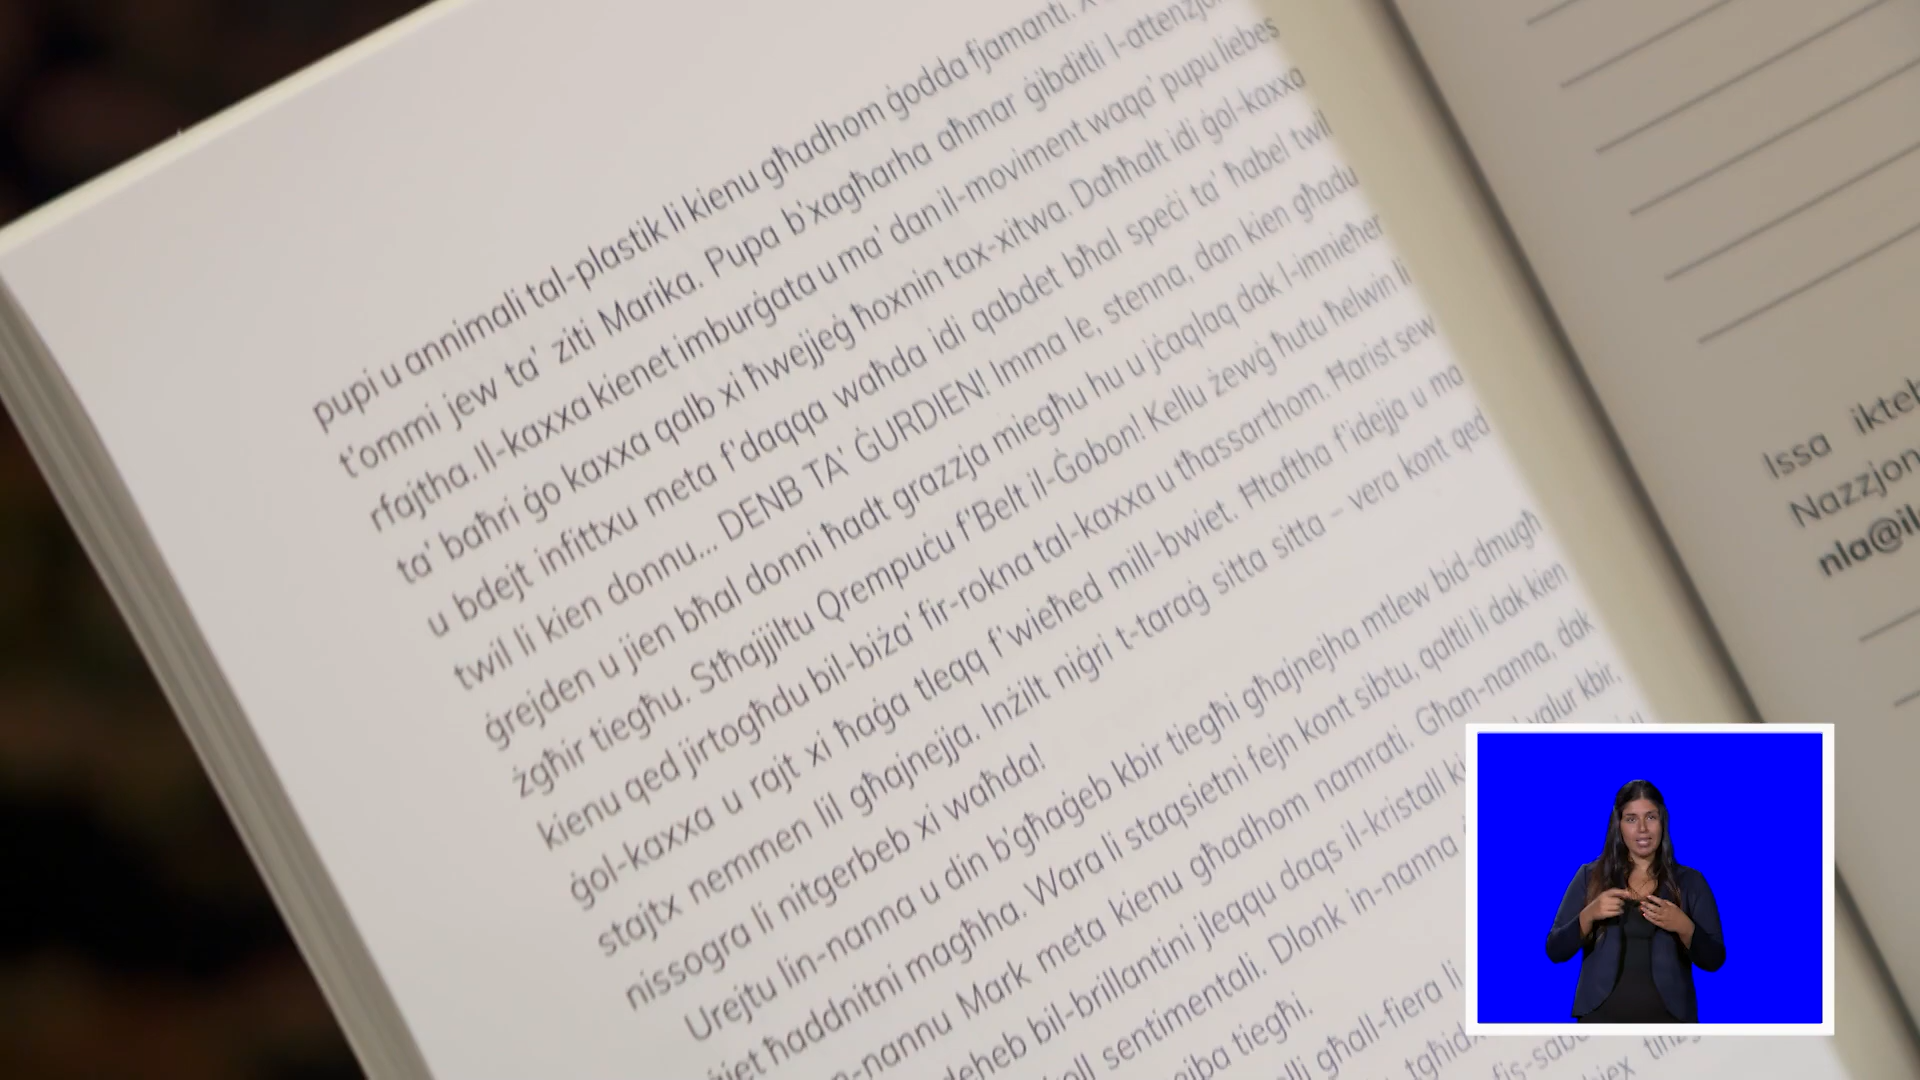 pupi u annimali tal-plastik li kienu għadhom ġodda fjamanti.
t'ommi jew ta' ziti Marika. Pupa b'xagħarha aħmar ġibditli l-attenzjoni
rfajtha. Il-kaxxa kienet imburġata u ma' dan il-moviment waqa' pupu liebes
ta' baħri ġo kaxxa qalb xi ħwejjeġ ħoxnin tax-xitwa. Daħħalt idi ġol-kaxxa
u bdejt infittxu meta f'daqqa waħda idi qabdet bħal speċi ta' ħabel twil
twil li kien donnu... DENB TA' ĠURDIEN! Imma le, stenna, dan kien għadu
ġrejden u jien bħal donni ħadt grazzja miegħu hu u jċaqlaq dak l-imnieħer
żgħir tiegħu. Stħajjiltu Qrempuċu f'Belt il-Ġobon! Kellu żewġ ħutu ħelwin li
kienu qed jirtogħdu bil-biża' fir-rokna tal-kaxxa u tħassarthom. Ħarist sew
ġol-kaxxa u rajt xi ħaġa tleqq f'wieħed mill-bwiet. Ħtaftha f'idejja u ma
stajtx nemmen lil għajnejja. Inżilt niġri t-taraġ sitta sitta – vera kont qed
nissogra li nitgerbeb xi waħda!
Urejtu lin-nanna u din b'għaġeb kbir tiegħi għajnejha mtlew bid-dmugħ
ħaddnitni magħha. Wara li staqsietni fejn kont sibtu, qaltli li dak kien
Mark meta kienu għadhom namrati. Għan-nanna, dak
bil-brillantini jleqqu daqs il-kristall valur kbir,
sentimentali. Dlonk in-nanna
tiegħi.
għall-fiera li
Issa
nla@il